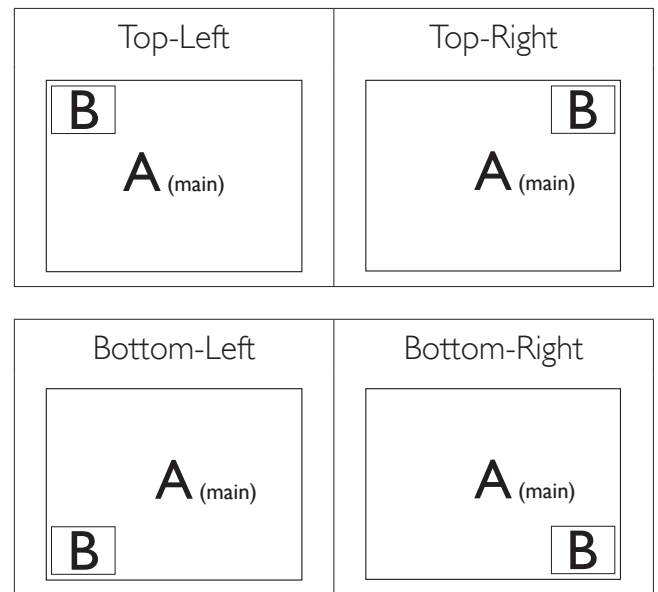 Top-Left
Top-Right
B
A (main)
B
A (main)
Bottom-Left
Bottom-Right
A (main)
B
A (main)
B